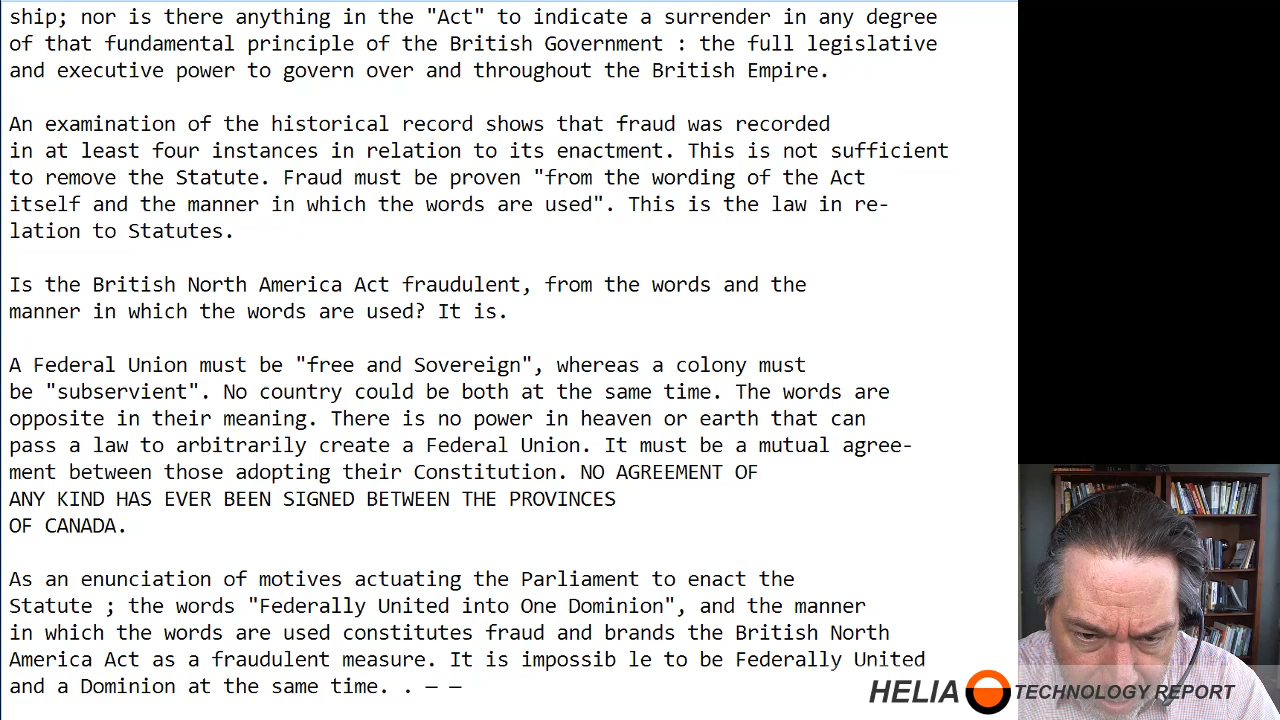 ship; nor is there anything in the "Act" to indicate a surrender in any degree
of that fundamental principle of the British Government : the full legislative
and executive power to govern over and throughout the British Empire.
An examination of the historical record shows that fraud was recorded
in at least four instances in relation to its enactment. This is not sufficient
to remove the Statute. Fraud must be proven "from the wording of the Act
itself and the manner in which the words are used". This is the law in re-
lation to Statutes.
Is the British North America Act fraudulent, from the words and the
manner in which the words are used? It is.
A Federal Union must be "free and Sovereign", whereas a colony must
be "subservient". No country could be both at the same time. The words are
opposite in their meaning. There is no power in heaven or earth that can
pass a law to arbitrarily create a Federal Union. It must be a mutual agree-
ment between those adopting their Constitution. NO AGREEMENT OF
ANY KIND HAS EVER BEEN SIGNED BETWEEN THE PROVINCES
OF CANADA.
As an enunciation of motives actuating the Parliament to enact the
Statute ; the words "Federally United into One Dominion", and the manner
in which the words are used constitutes fraud and brands the British North
America Act as a fraudulent measure. It is impossib le to be Federally United
and a Dominion at the same time. . — —
HELIA TECHNOLOGY REPORT